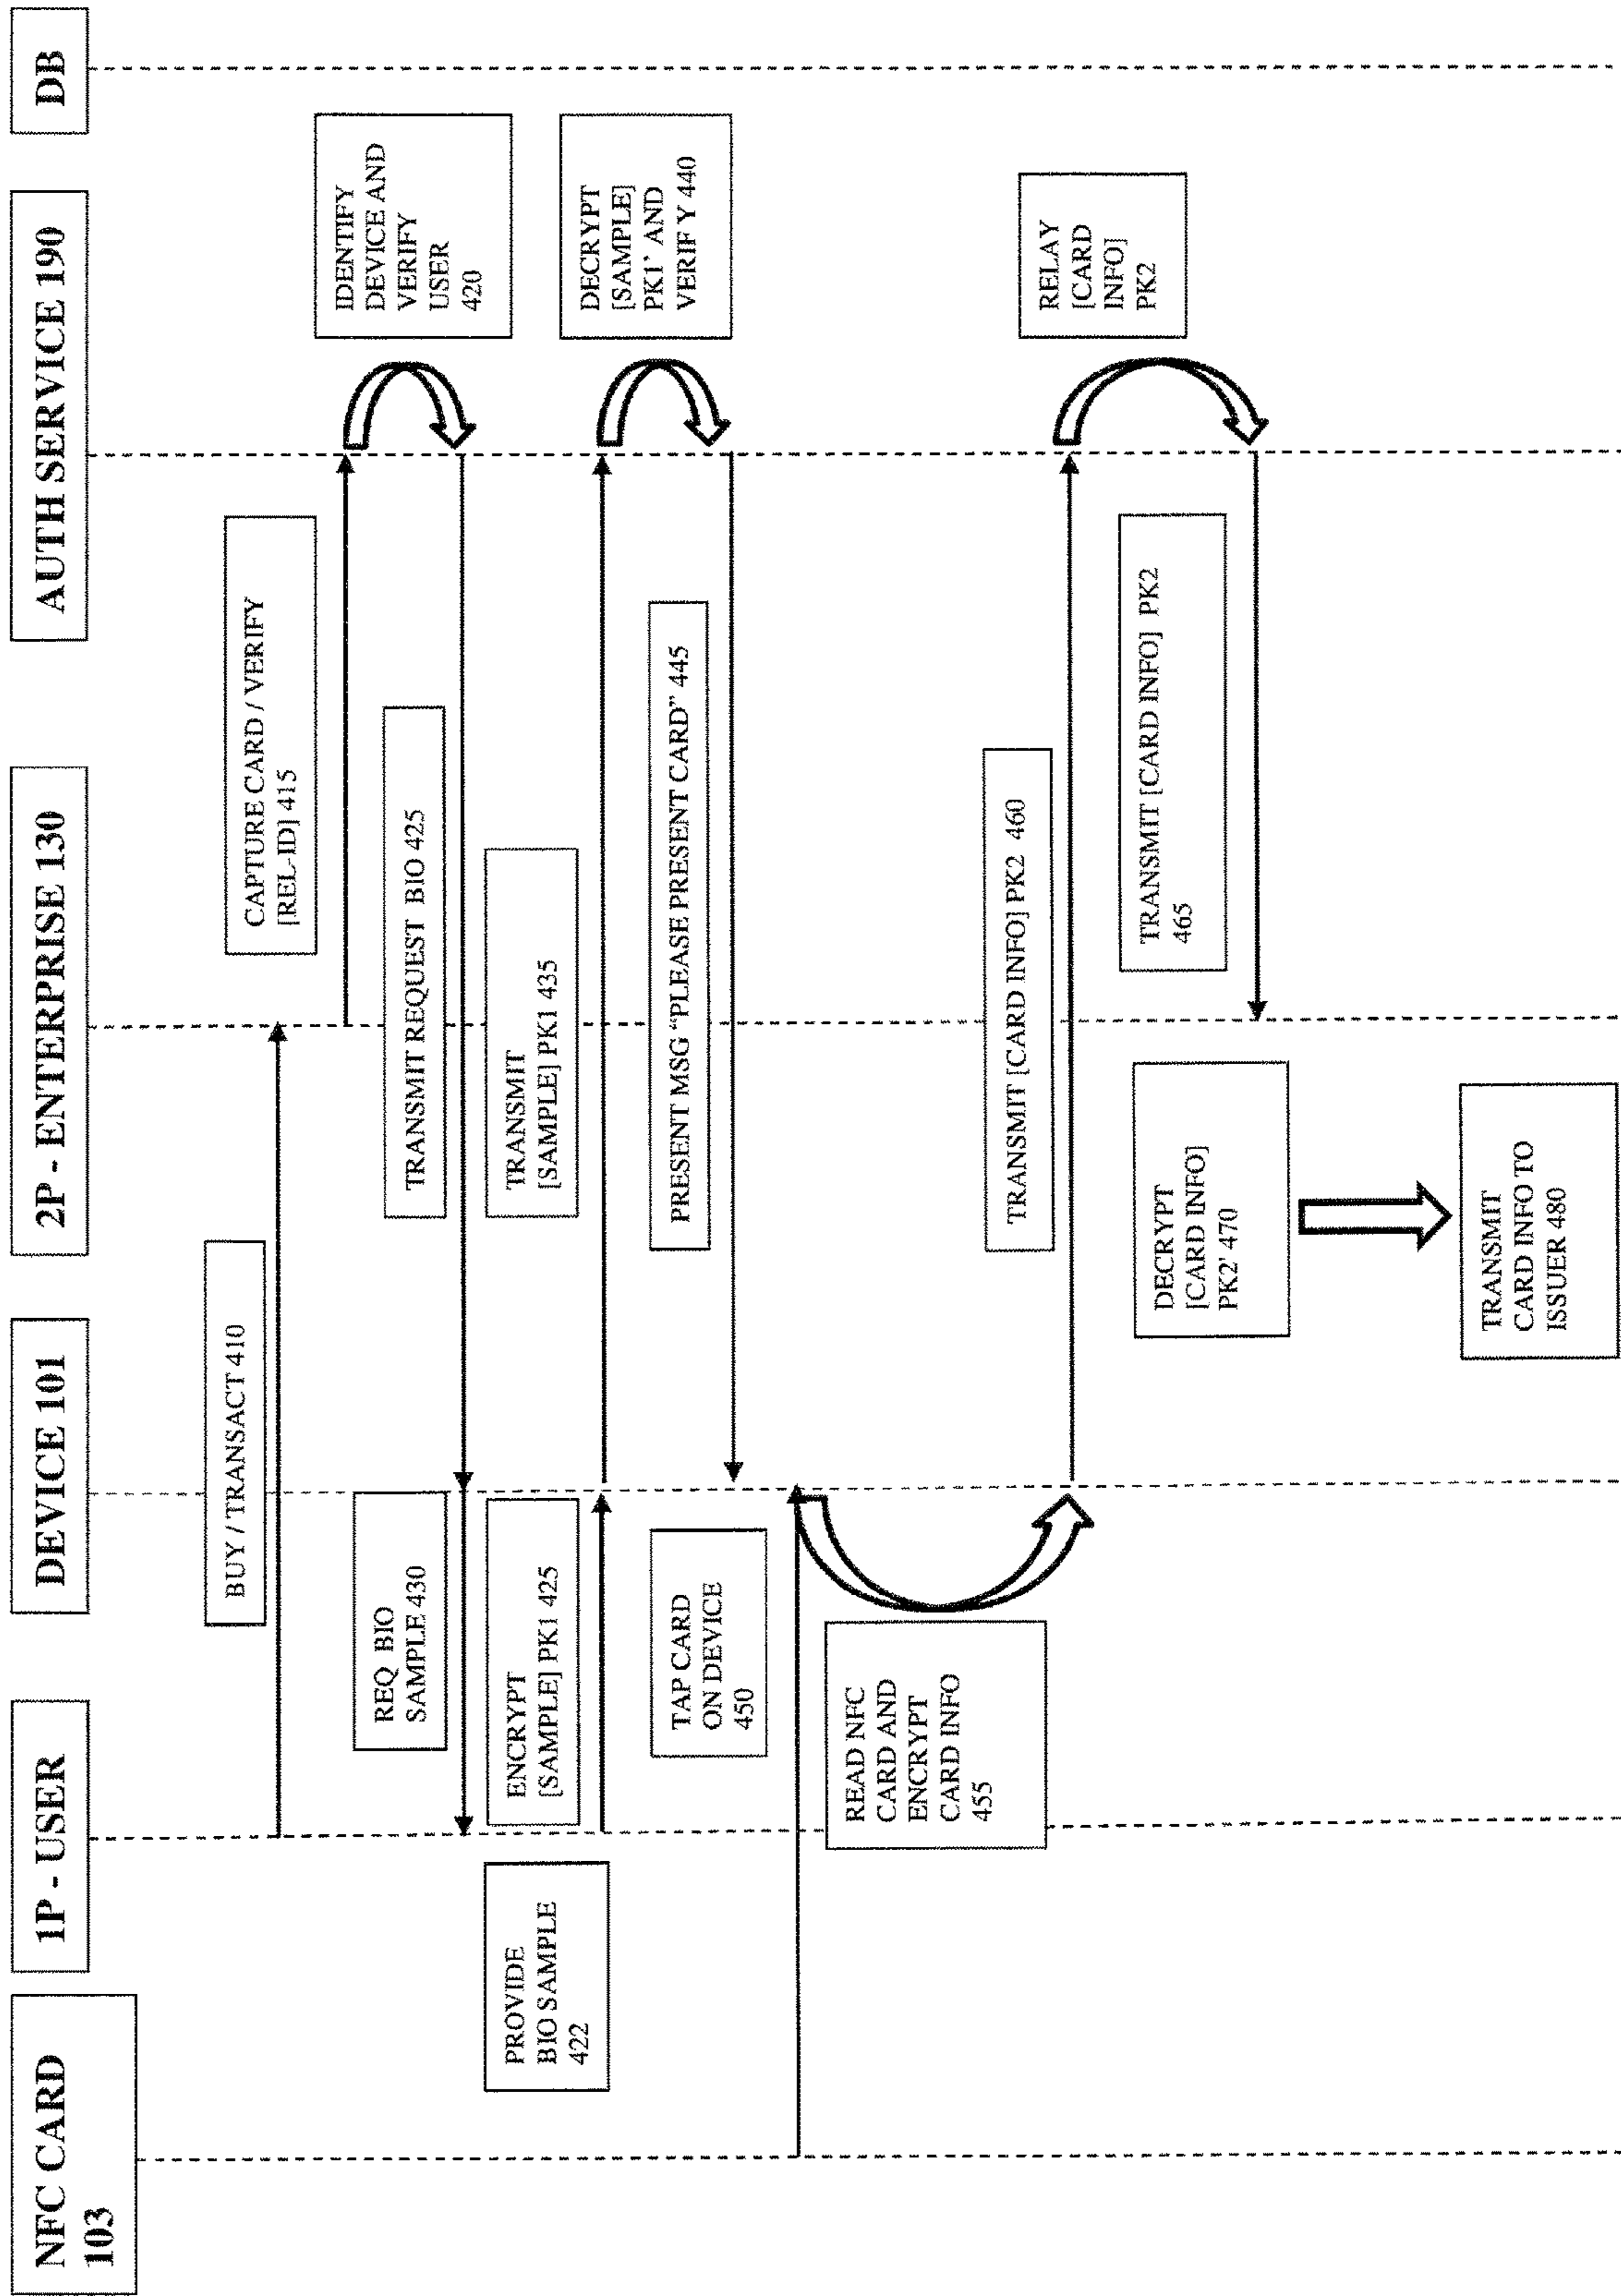 NFC CARD
103
1P - USER
DEVICE 101
2P - ENTERPRISE 130
AUTH SERVICE 190
DB
BUY / TRANSACT 410
CAPTURE CARD / VERIFY
[REL-ID] 415
IDENTIFY
DEVICE AND
VERIFY
USER
420
TRANSMIT REQUEST BIO 425
REQ BIO
SAMPLE 430
PROVIDE
BIO SAMPLE
422
ENCRYPT
[SAMPLE] PK1 425
TRANSMIT
[SAMPLE] PK1 435
DECRYPT
[SAMPLE]
PK1' AND
VERIF Y 440
PRESENT MSG “PLEASE PRESENT CARD” 445
TAP CARD
ON DEVICE
450
READ NFC
CARD AND
ENCRYPT
CARD INFO
455
TRANSMIT [CARD INFO] PK2 460
RELAY
[CARD
INFO]
PK2
TRANSMIT [CARD INFO] PK2
465
DECRYPT
[CARD INFO]
PK2' 470
TRANSMIT
CARD INFO TO
ISSUER 480